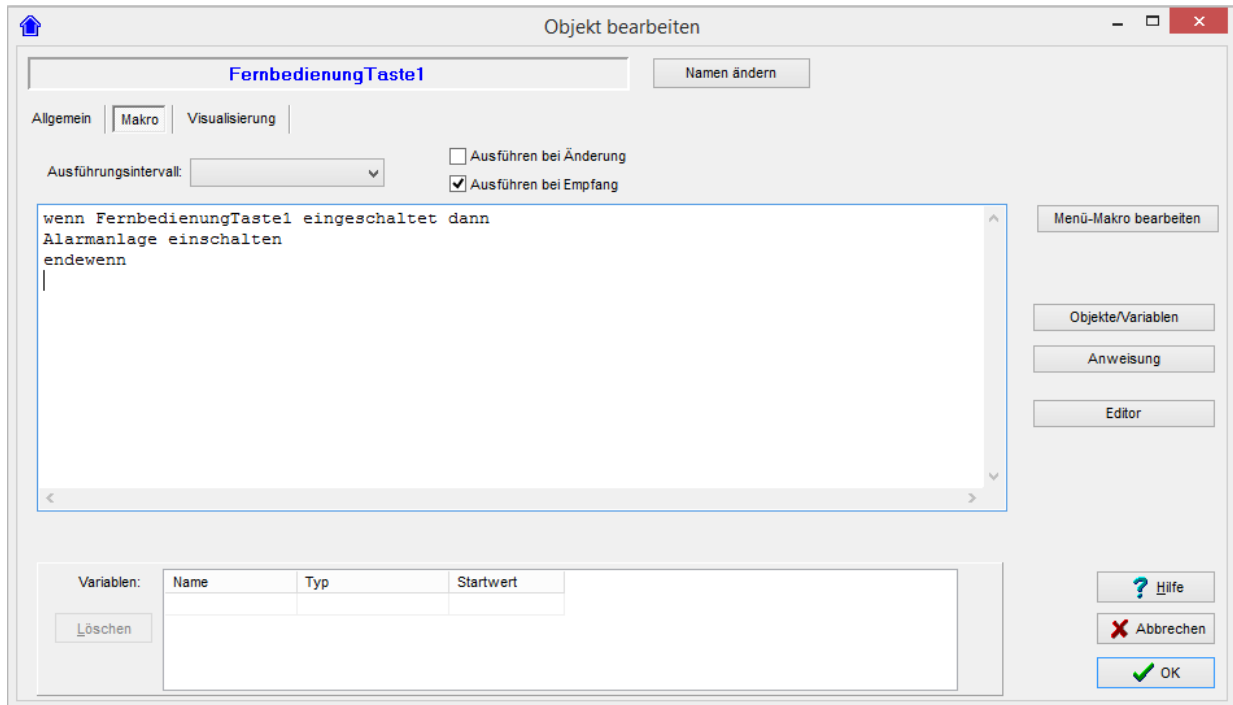 Objekt bearbeiten
FernbedienungTaste1
Namen ändern
Allgemein
Makro
Visualisierung
Ausführungsintervall:
Ausführen bei Änderung
Ausführen bei Empfang
wenn FernbedienungTaste1 eingeschaltet dann
Alarmanlage einschalten
endewenn
Menü-Makro bearbeiten
Objekte/Variablen
Anweisung
Editor
Variablen:
Name Typ Startwert
Löschen
Hilfe
Abbrechen
OK